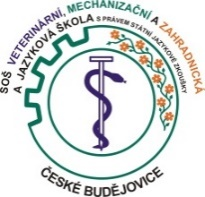 SOŠ VETERINÁRNÍ, MECHANIZAČNÍ A ZAHRADNICKÁ
A JAZYKOVÁ ŠKOLA S PRÁVEM STÁTNÍ JAZYKOVÉ ZKOUŠKY
ČESKÉ BUDĚJOVICE